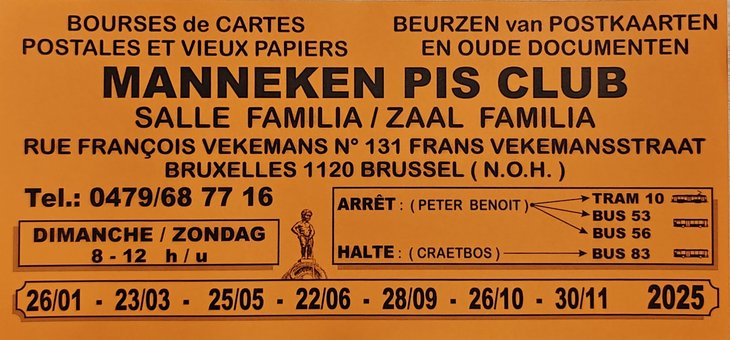 BOURSES de CARTES
POSTALES ET VIEUX PAPIERS
BEURZEN van POSTKAARTEN
EN OUDE DOCUMENTEN
MANNEKEN PIS CLUB
SALLE FAMILIA / ZAAL FAMILIA
RUE FRANÇOIS VEKEMANS N° 131 FRANS VEKEMANSSTRAAT
BRUXELLES 1120 BRUSSEL ( N.O.H. )
Tel.: 0479/68 77 16
DIMANCHE / ZONDAG
8 - 12 h / u
ARRÊT : ( PETER BENOIT )
TRAM 10
BUS 53
BUS 56
HALTE : ( CRAETBOS )
BUS 83
26/01 - 23/03 - 25/05 - 22/06 - 28/09 - 26/10 - 30/11 2025